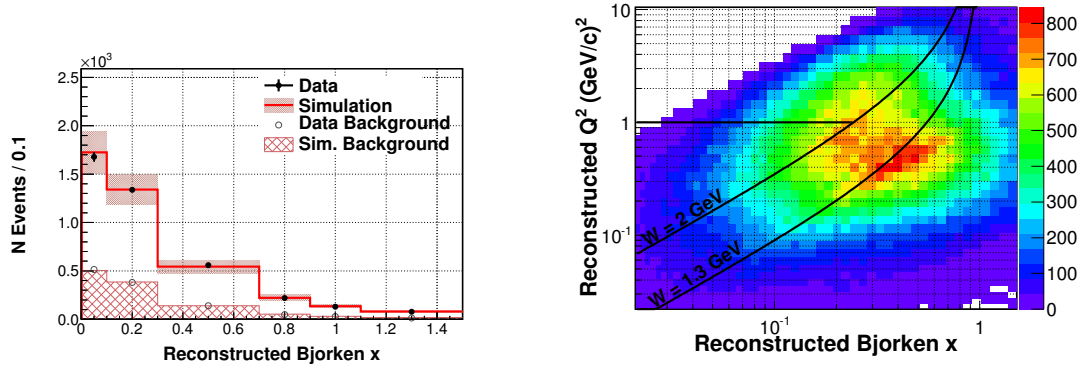 ×10³
2.5
2.0
1.5
1.0
0.5
0.0
0 0.2 0.4 0.6 0.8 1 1.2 1.4
N Events / 0.1
Reconstructed Bjorken x
Data
Simulation
Data Background
Sim. Background
Reconstructed Q² (GeV/c)²
10
1
10⁻¹
W = 2 GeV
W = 1.3 GeV
10⁻¹ 1
Reconstructed Bjorken x
800
700
600
500
400
300
200
100
0